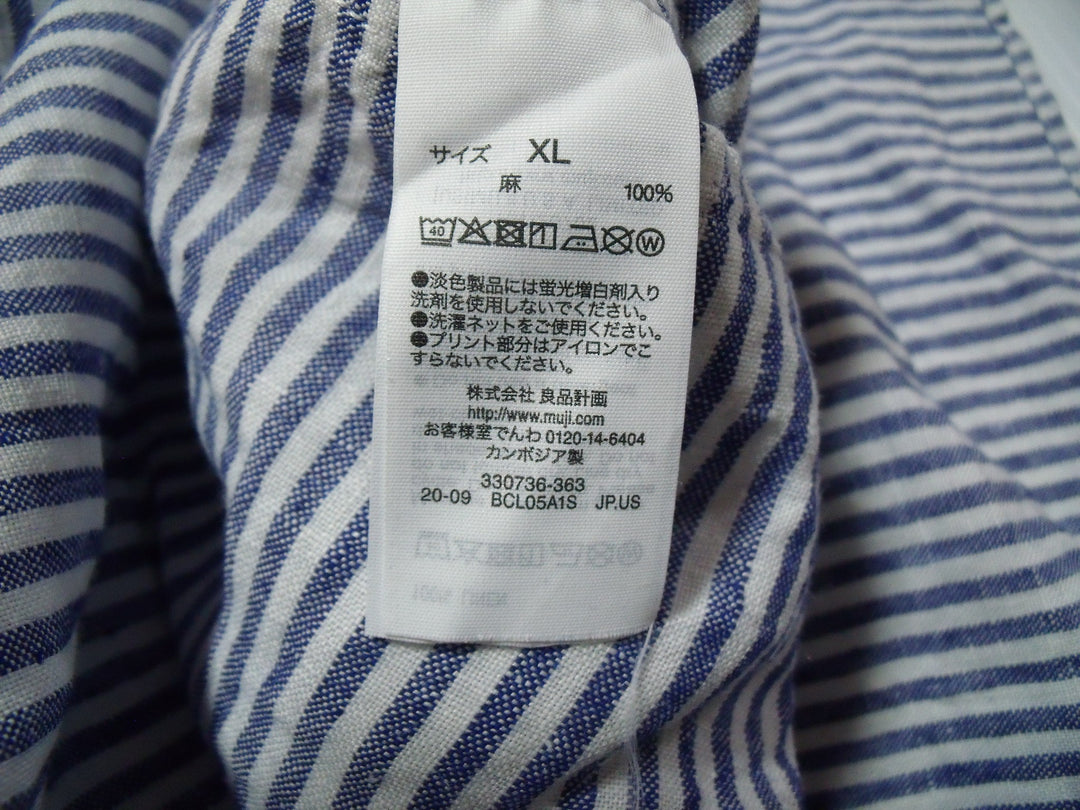 サイズ XL
麻 100%
40 W
●淡色製品には蛍光増白剤入り
洗剤を使用しないでください。
●洗濯ネットをご使用ください。
●プリント部分はアイロンでこ
すらないでください。
株式会社 良品計画
http://www.muji.com
お客様室でんわ 0120-14-6404
カンボジア製
330736-363
20-09 BCL05A1S JP.US